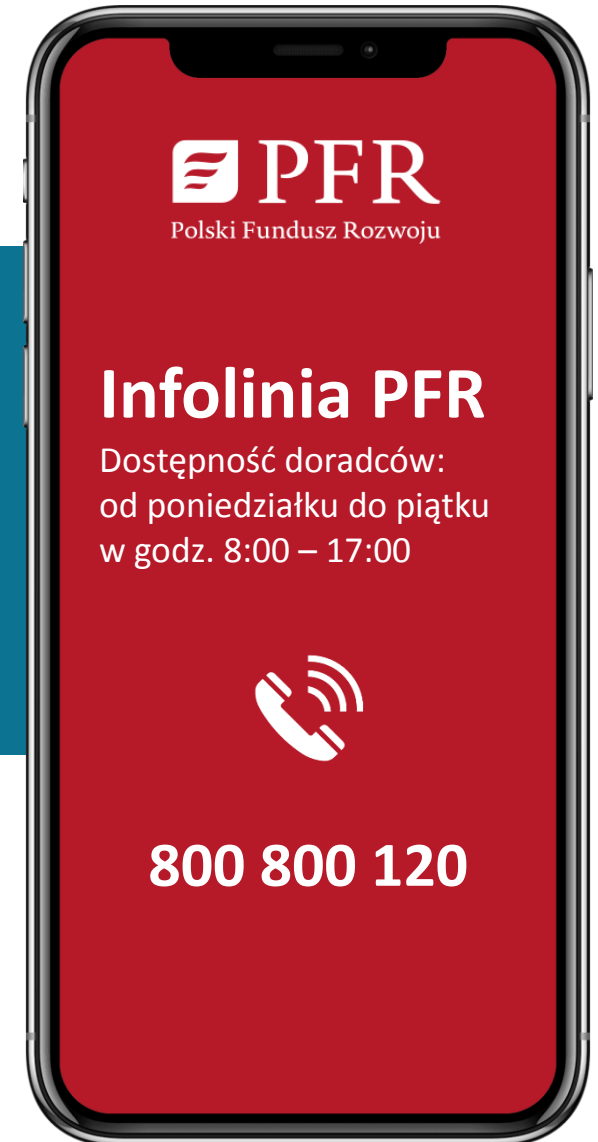 PFR
Polski Fundusz Rozwoju
Infolinia PFR
Dostępność doradców:
od poniedziałku do piątku
w godz. 8:00 – 17:00
800 800 120